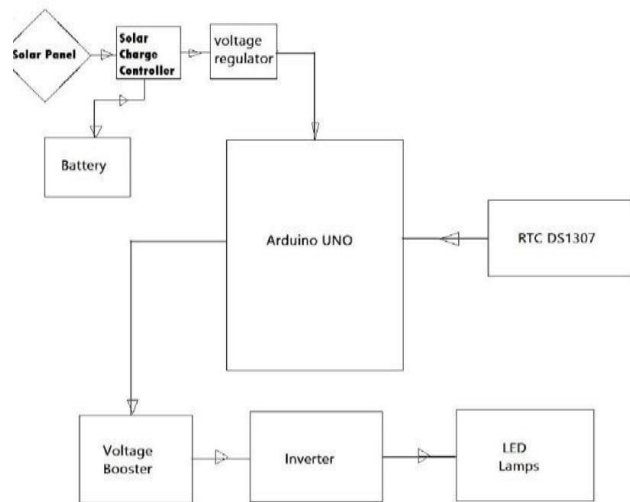 Solar Panel
Solar
Charge
Controller
voltage
regulator
Battery
Arduino UNO
RTC DS1307
Voltage
Booster
Inverter
LED
Lamps